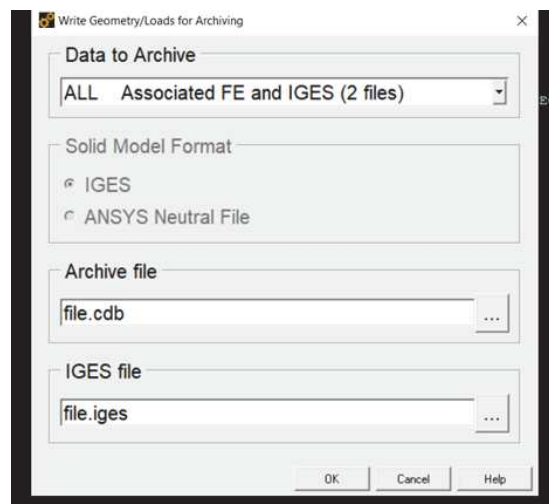 Write Geometry/Loads for Archiving
Data to Archive
ALL Associated FE and IGES (2 files)
Solid Model Format
IGES
ANSYS Neutral File
Archive file
file.cdb
...
IGES file
file.iges
...
OK Cancel Help